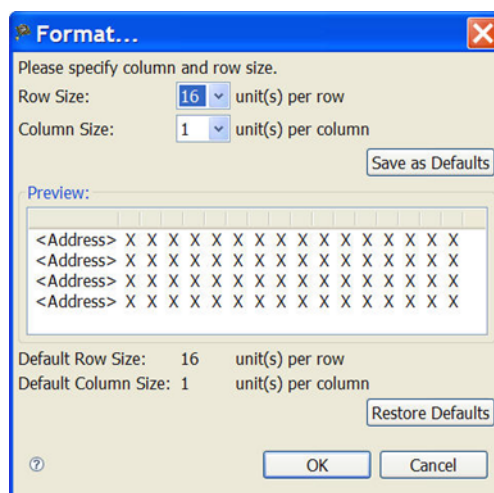 Format...
Please specify column and row size.
Row Size: 16 unit(s) per row
Column Size: 1 unit(s) per column
Save as Defaults
Preview:
<Address> X X X X X X X X X X X X X X X X
<Address> X X X X X X X X X X X X X X X X
<Address> X X X X X X X X X X X X X X X X
<Address> X X X X X X X X X X X X X X X X
Default Row Size: 16 unit(s) per row
Default Column Size: 1 unit(s) per column
Restore Defaults
? OK Cancel